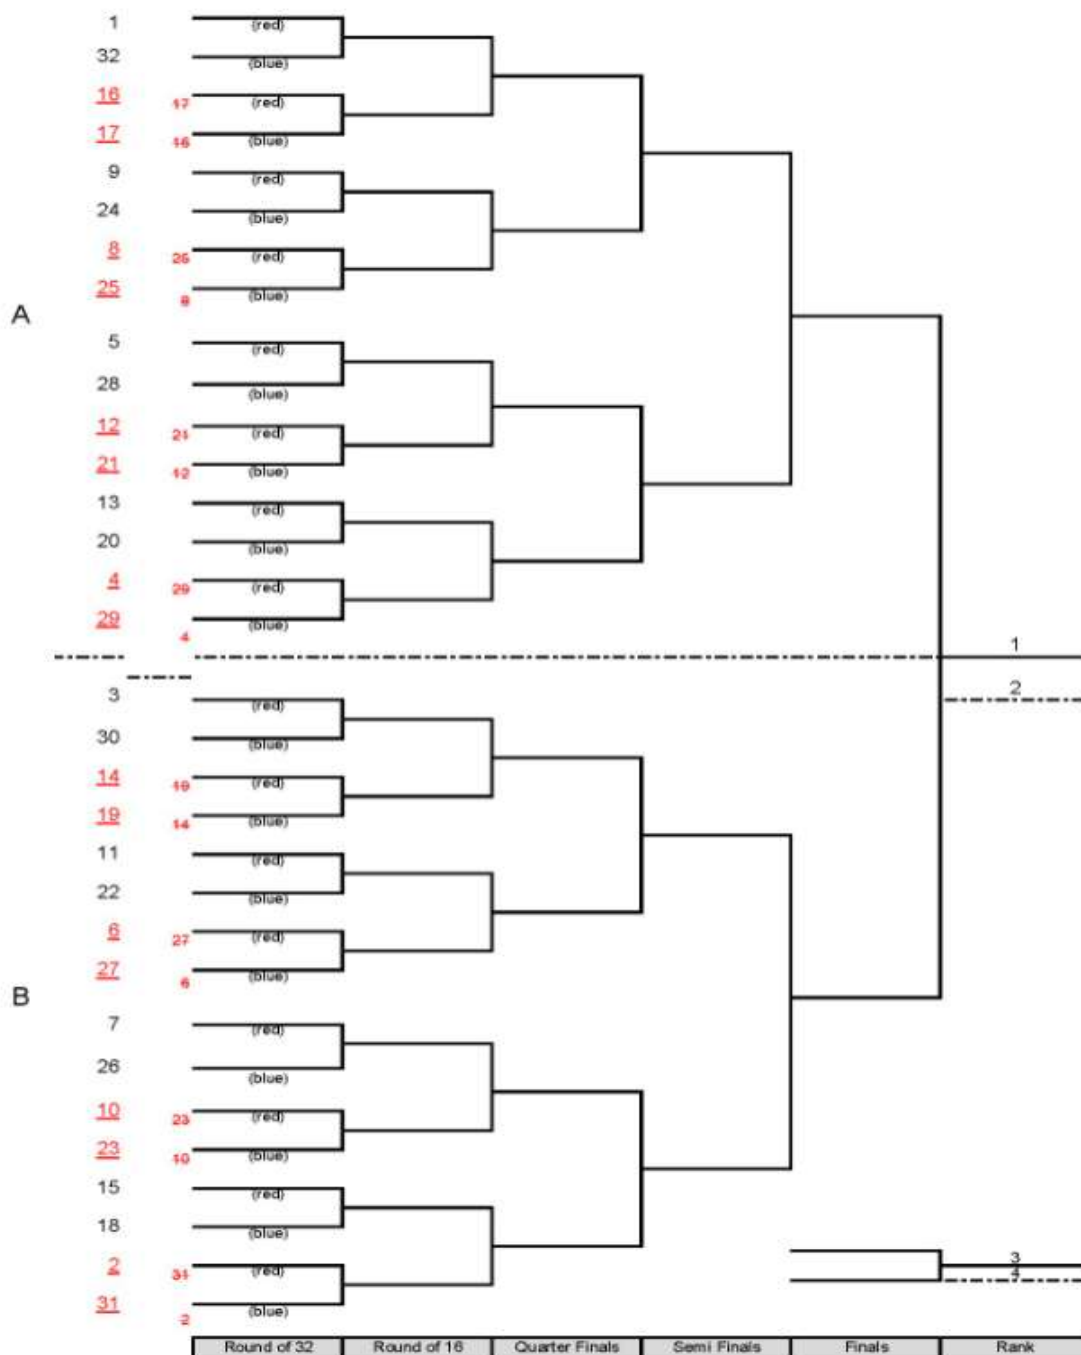 1 (red)
32 (blue)
16 17 (red)
17 16 (blue)
9 (red)
24 (blue)
8 25 (red)
25 8 (blue)
A
5 (red)
28 (blue)
12 21 (red)
21 12 (blue)
13 (red)
20 (blue)
4 29 (red)
29 4 (blue)
1
2
3 (red)
30 (blue)
14 19 (red)
19 14 (blue)
11 (red)
22 (blue)
6 27 (red)
27 6 (blue)
B
7 (red)
26 (blue)
10 23 (red)
23 10 (blue)
15 (red)
18 (blue)
3
2 31 (red)
4
31 2 (blue)
Round of 32 Round of 16 Quarter Finals Semi Finals Finals Rank